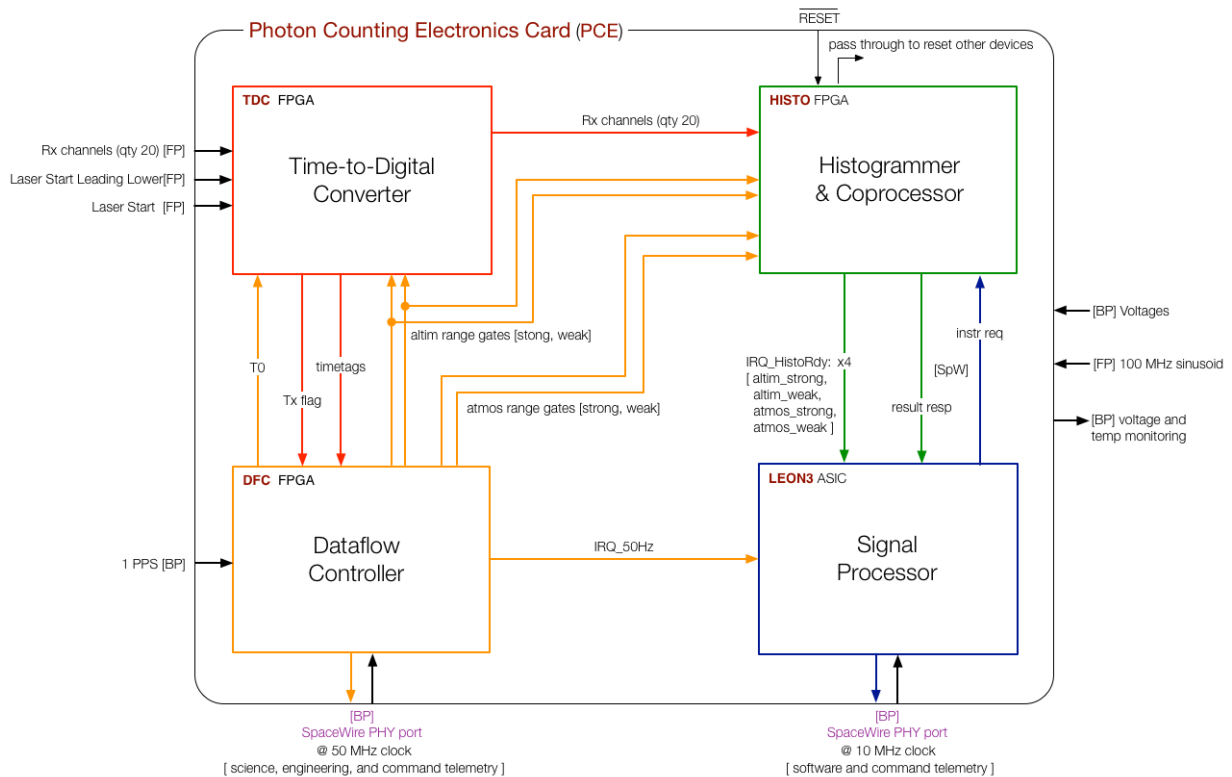 RESET
Photon Counting Electronics Card (PCE)
pass through to reset other devices
TDC FPGA
HISTO FPGA
Rx channels (qty 20)
Rx channels (qty 20) [FP]
Time-to-Digital
Converter
Histogrammer
& Coprocessor
Laser Start Leading Lower[FP]
Laser Start [FP]
[BP] Voltages
altim range gates [stong, weak]
instr req
T0
timetags
IRQ_HistoRdy: x4
[ altim_strong,
altim_weak,
atmos_strong,
atmos_weak ]
[SpW]
[FP] 100 MHz sinusoid
Tx flag
atmos range gates [strong, weak]
result resp
[BP] voltage and
temp monitoring
DFC FPGA
LEON3 ASIC
Dataflow
Controller
IRQ_50Hz
Signal
Processor
1 PPS [BP]
[BP]
SpaceWire PHY port
@ 50 MHz clock
[ science, engineering, and command telemetry ]
[BP]
SpaceWire PHY port
@ 10 MHz clock
[ software and command telemetry ]